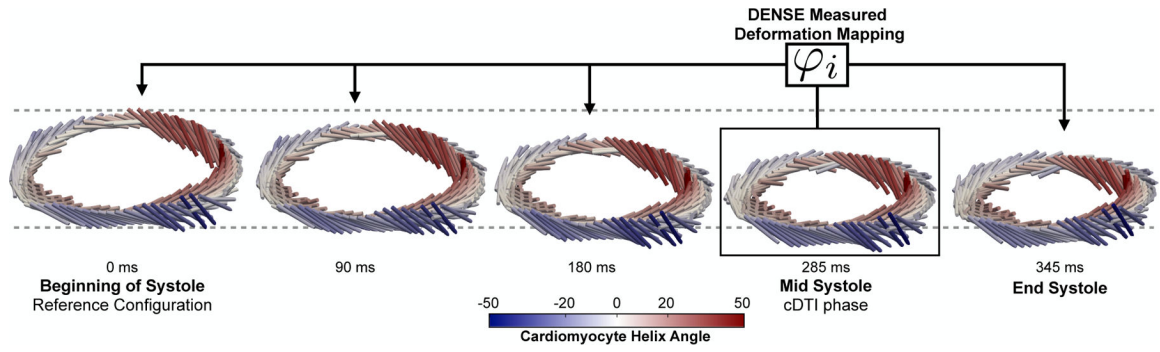 DENSE Measured
Deformation Mapping
φi
0 ms
Beginning of Systole
Reference Configuration
90 ms
180 ms
285 ms
Mid Systole
cDTI phase
345 ms
End Systole
-50 -20 0 20 50
Cardiomyocyte Helix Angle